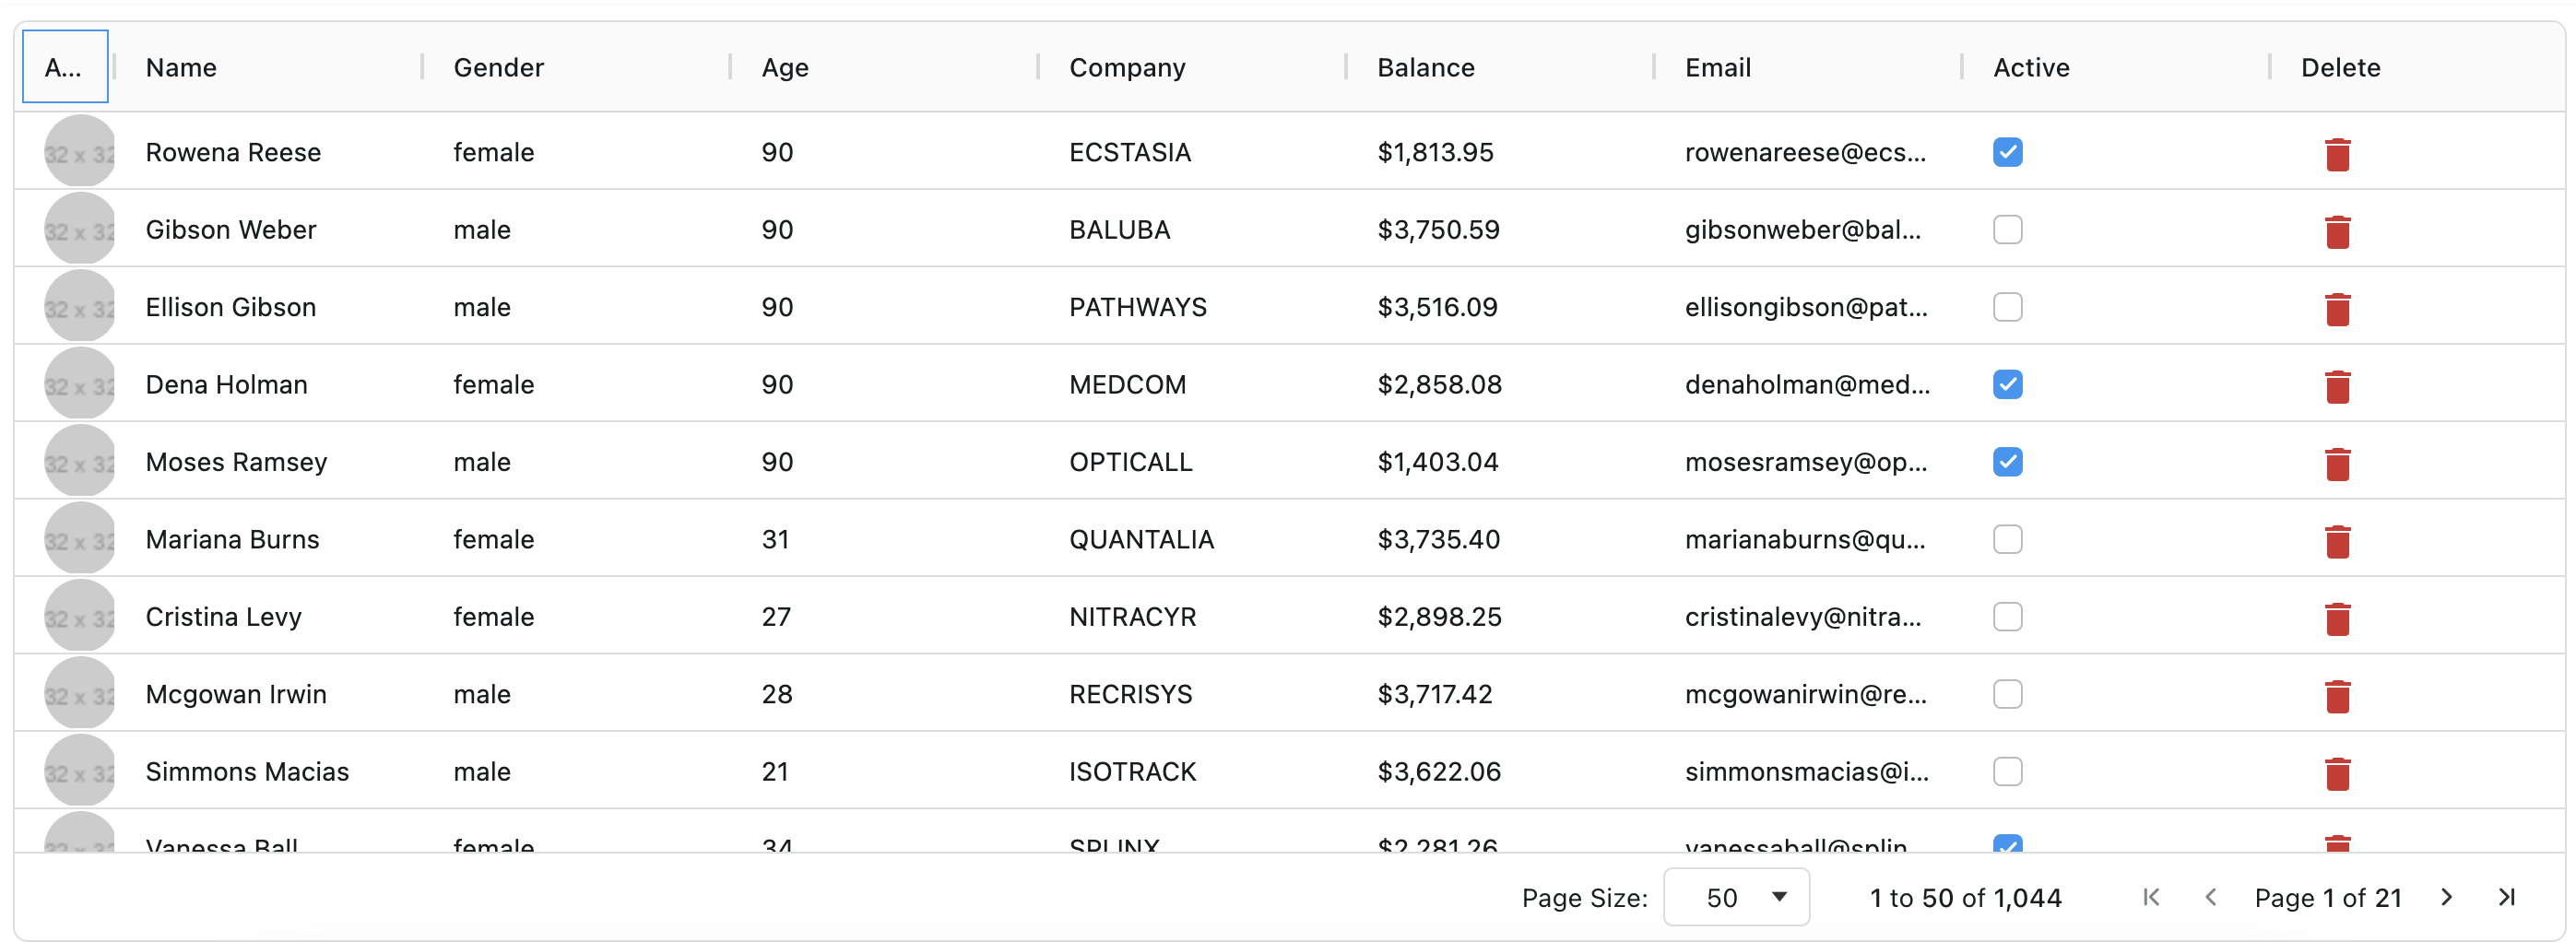 A... Name Gender Age Company Balance Email Active Delete
32 x 32 Rowena Reese female 90 ECSTASIA $1,813.95 rowenareese@ecs...
32 x 32 Gibson Weber male 90 BALUBA $3,750.59 gibsonweber@bal...
32 x 32 Ellison Gibson male 90 PATHWAYS $3,516.09 ellisongibson@pat...
32 x 32 Dena Holman female 90 MEDCOM $2,858.08 denaholman@med...
32 x 32 Moses Ramsey male 90 OPTICALL $1,403.04 mosesramsey@op...
32 x 32 Mariana Burns female 31 QUANTALIA $3,735.40 marianaburns@qu...
32 x 32 Cristina Levy female 27 NITRACYR $2,898.25 cristinalevy@nitra...
32 x 32 Mcgowan Irwin male 28 RECRISYS $3,717.42 mcgowanirwin@re...
32 x 32 Simmons Macias male 21 ISOTRACK $3,622.06 simmonsmacias@i...
32 x 32 Vanessa Ball female 34 SPLINX $2,281.26 vanessaball@splin...
Page Size: 50 1 to 50 of 1,044 Page 1 of 21